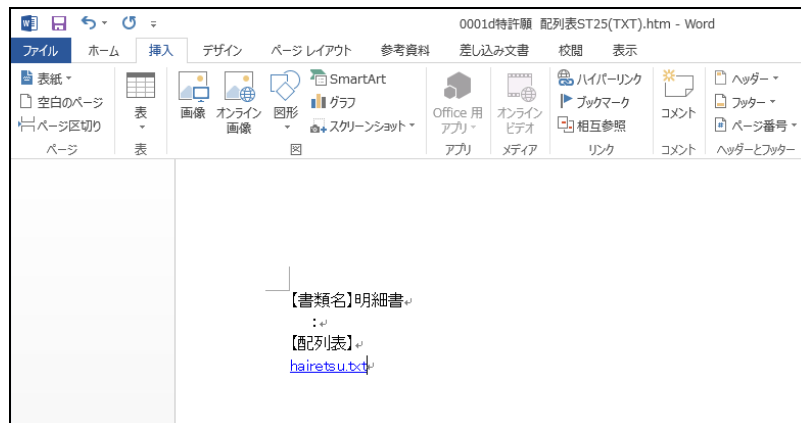 0001d特許願 配列表ST25(TXT).htm - Word
ファイル ホーム 挿入 デザイン ページ レイアウト 参考資料 差し込み文書 校閲 表示
表紙
空白のページ
ページ区切り
ページ
表
表
画像
オンライン
画像
図形
SmartArt
グラフ
スクリーンショット
図
Office 用
アプリ
アプリ
オンライン
ビデオ
メディア
ハイパーリンク
ブックマーク
相互参照
リンク
コメント
コメント
ヘッダー
フッター
ページ番号
ヘッダーとフッター
【書類名】明細書
:
【配列表】
hairetsu.txt